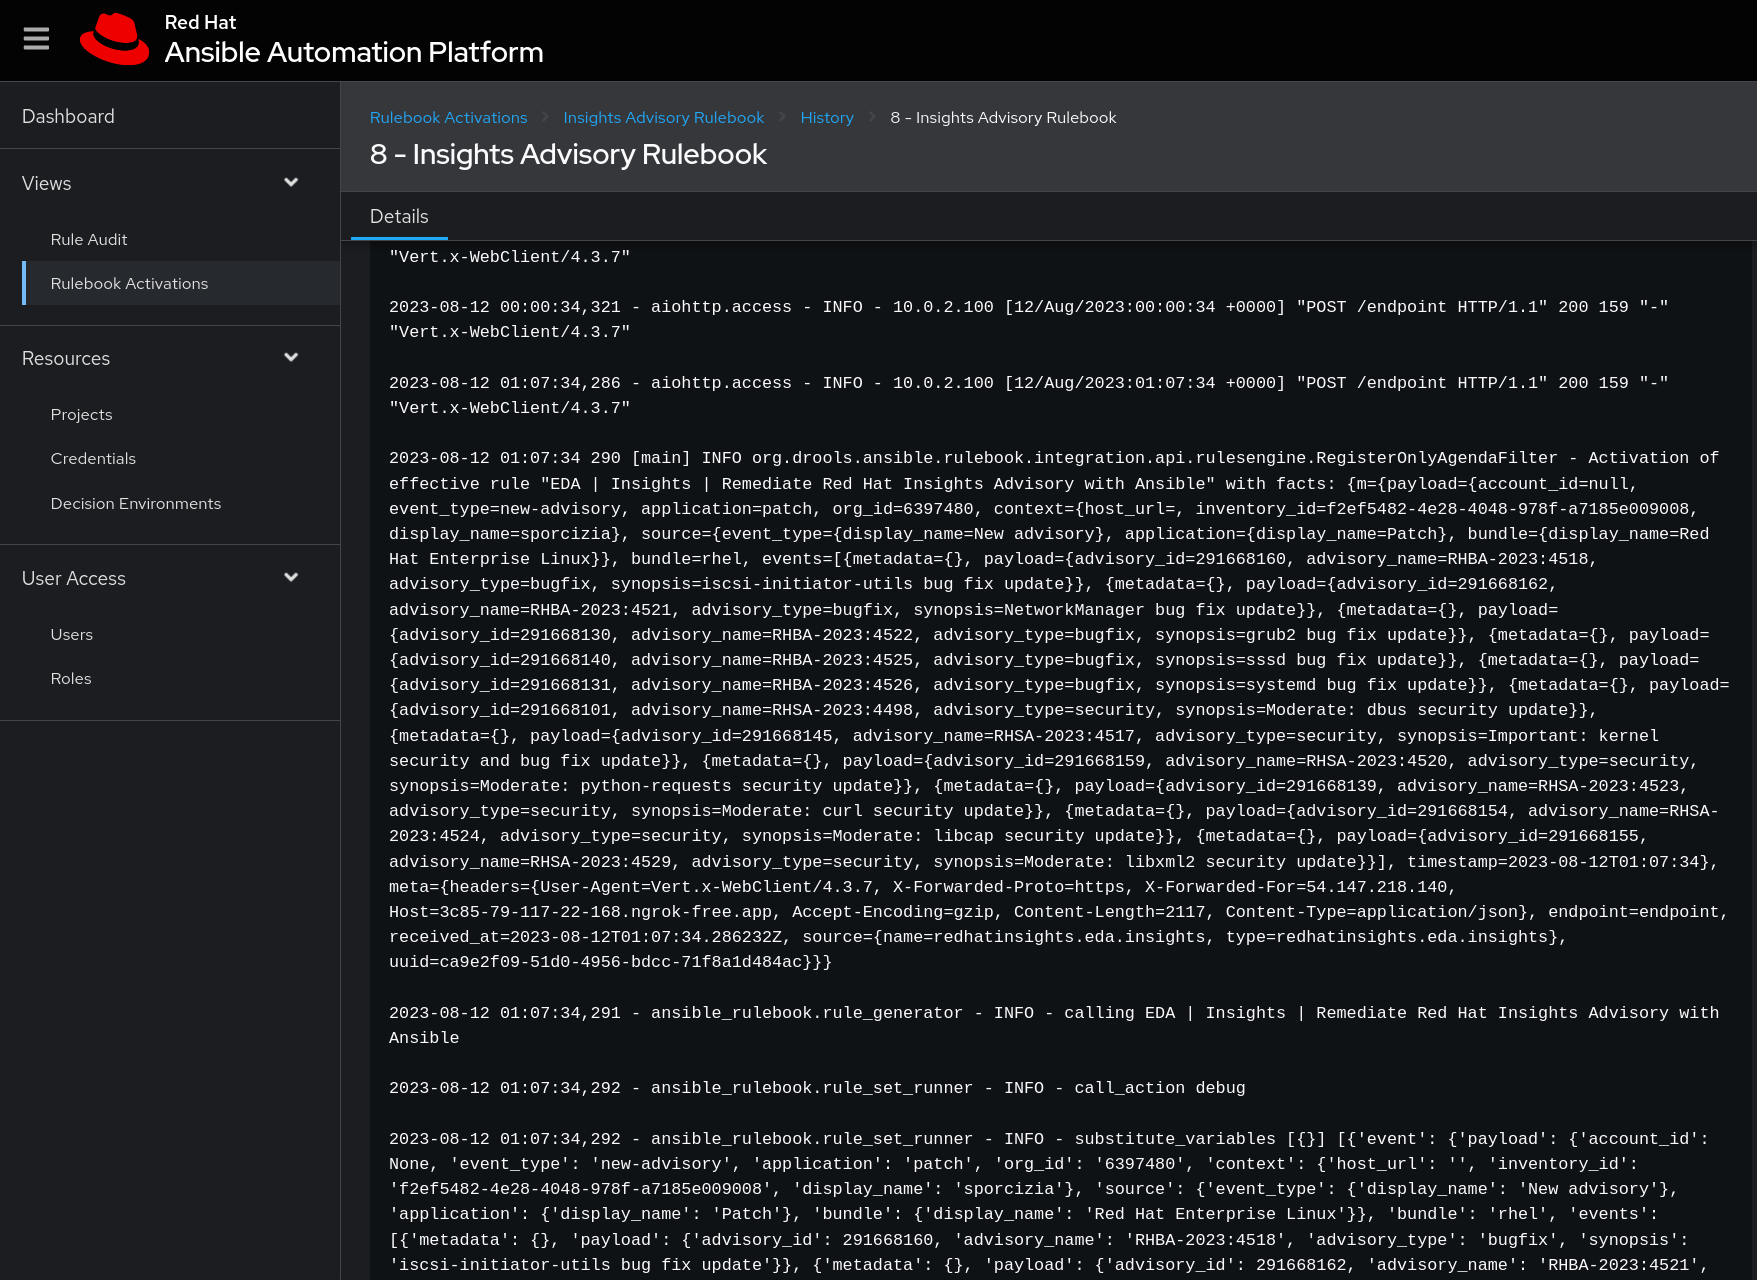 Red Hat
Ansible Automation Platform
Dashboard
Views
Rule Audit
Rulebook Activations
Resources
Projects
Credentials
Decision Environments
User Access
Users
Roles
Rulebook Activations > Insights Advisory Rulebook > History > 8 - Insights Advisory Rulebook
8 - Insights Advisory Rulebook
Details
"Vert.x-WebClient/4.3.7"
2023-08-12 00:00:34,321 - aiohttp.access - INFO - 10.0.2.100 [12/Aug/2023:00:00:34 +0000] "POST /endpoint HTTP/1.1" 200 159 "-"
"Vert.x-WebClient/4.3.7"
2023-08-12 01:07:34,286 - aiohttp.access - INFO - 10.0.2.100 [12/Aug/2023:01:07:34 +0000] "POST /endpoint HTTP/1.1" 200 159 "-"
"Vert.x-WebClient/4.3.7"
2023-08-12 01:07:34 290 [main] INFO org.drools.ansible.rulebook.integration.api.rulesengine.RegisterOnlyAgendaFilter - Activation of
effective rule "EDA | Insights | Remediate Red Hat Insights Advisory with Ansible" with facts: {m={payload={account_id=null,
event_type=new-advisory, application=patch, org_id=6397480, context={host_url=, inventory_id=f2ef5482-4e28-4048-978f-a7185e009008,
display_name=sporcizia}, source={event_type={display_name=New advisory}, application={display_name=Patch}, bundle={display_name=Red
Hat Enterprise Linux}}, bundle=rhel, events=[{metadata={}, payload={advisory_id=291668160, advisory_name=RHBA-2023:4518,
advisory_type=bugfix, synopsis=iscsi-initiator-utils bug fix update}}, {metadata={}, payload={advisory_id=291668162,
advisory_name=RHBA-2023:4521, advisory_type=bugfix, synopsis=NetworkManager bug fix update}}, {metadata={}, payload=
{advisory_id=291668130, advisory_name=RHBA-2023:4522, advisory_type=bugfix, synopsis=grub2 bug fix update}}, {metadata={}, payload=
{advisory_id=291668140, advisory_name=RHBA-2023:4525, advisory_type=bugfix, synopsis=sssd bug fix update}}, {metadata={}, payload=
{advisory_id=291668131, advisory_name=RHBA-2023:4526, advisory_type=bugfix, synopsis=systemd bug fix update}}, {metadata={}, payload=
{advisory_id=291668101, advisory_name=RHSA-2023:4498, advisory_type=security, synopsis=Moderate: dbus security update}},
{metadata={}, payload={advisory_id=291668145, advisory_name=RHSA-2023:4517, advisory_type=security, synopsis=Important: kernel
security and bug fix update}}, {metadata={}, payload={advisory_id=291668159, advisory_name=RHSA-2023:4520, advisory_type=security,
synopsis=Moderate: python-requests security update}}, {metadata={}, payload={advisory_id=291668139, advisory_name=RHSA-2023:4523,
advisory_type=security, synopsis=Moderate: curl security update}}, {metadata={}, payload={advisory_id=291668154, advisory_name=RHSA-
2023:4524, advisory_type=security, synopsis=Moderate: libcap security update}}, {metadata={}, payload={advisory_id=291668155,
advisory_name=RHSA-2023:4529, advisory_type=security, synopsis=Moderate: libxml2 security update}}], timestamp=2023-08-12T01:07:34},
meta={headers={User-Agent=Vert.x-WebClient/4.3.7, X-Forwarded-Proto=https, X-Forwarded-For=54.147.218.140,
Host=3c85-79-117-22-168.ngrok-free.app, Accept-Encoding=gzip, Content-Length=2117, Content-Type=application/json}, endpoint=endpoint,
received_at=2023-08-12T01:07:34.286232Z, source={name=redhatinsights.eda.insights, type=redhatinsights.eda.insights},
uuid=ca9e2f09-51d0-4956-bdcc-71f8a1d484ac}}}
2023-08-12 01:07:34,291 - ansible_rulebook.rule_generator - INFO - calling EDA | Insights | Remediate Red Hat Insights Advisory with
Ansible
2023-08-12 01:07:34,292 - ansible_rulebook.rule_set_runner - INFO - call_action debug
2023-08-12 01:07:34,292 - ansible_rulebook.rule_set_runner - INFO - substitute_variables [{}] [{'event': {'payload': {'account_id':
None, 'event_type': 'new-advisory', 'application': 'patch', 'org_id': '6397480', 'context': {'host_url': '', 'inventory_id':
'f2ef5482-4e28-4048-978f-a7185e009008', 'display_name': 'sporcizia'}, 'source': {'event_type': {'display_name': 'New advisory'},
'application': {'display_name': 'Patch'}, 'bundle': {'display_name': 'Red Hat Enterprise Linux'}}, 'bundle': 'rhel', 'events':
[{'metadata': {}, 'payload': {'advisory_id': 291668160, 'advisory_name': 'RHBA-2023:4518', 'advisory_type': 'bugfix', 'synopsis':
'iscsi-initiator-utils bug fix update'}}, {'metadata': {}, 'payload': {'advisory_id': 291668162, 'advisory_name': 'RHBA-2023:4521',